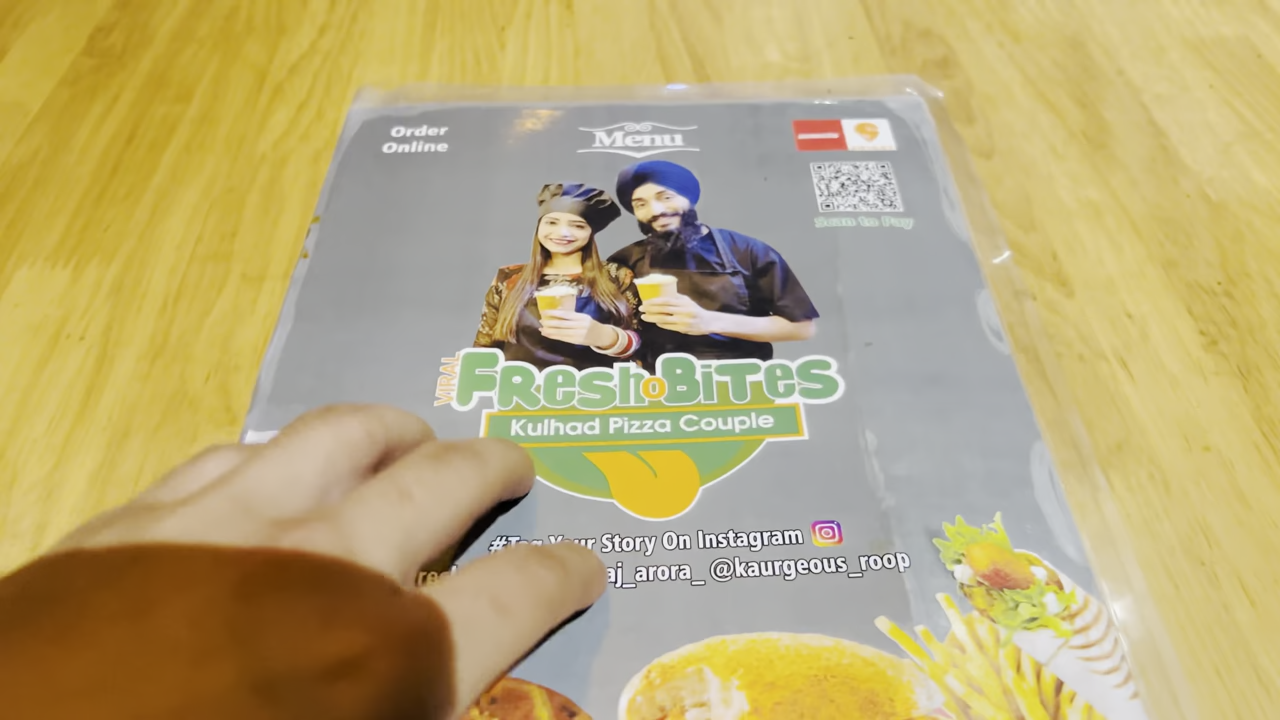 Order
Online
Menu
Scan to Pay
VIRAL
FReshoBiTes
Kulhad Pizza Couple
#Tag Your Story On Instagram
aj_arora_ @kaurgeous_roop